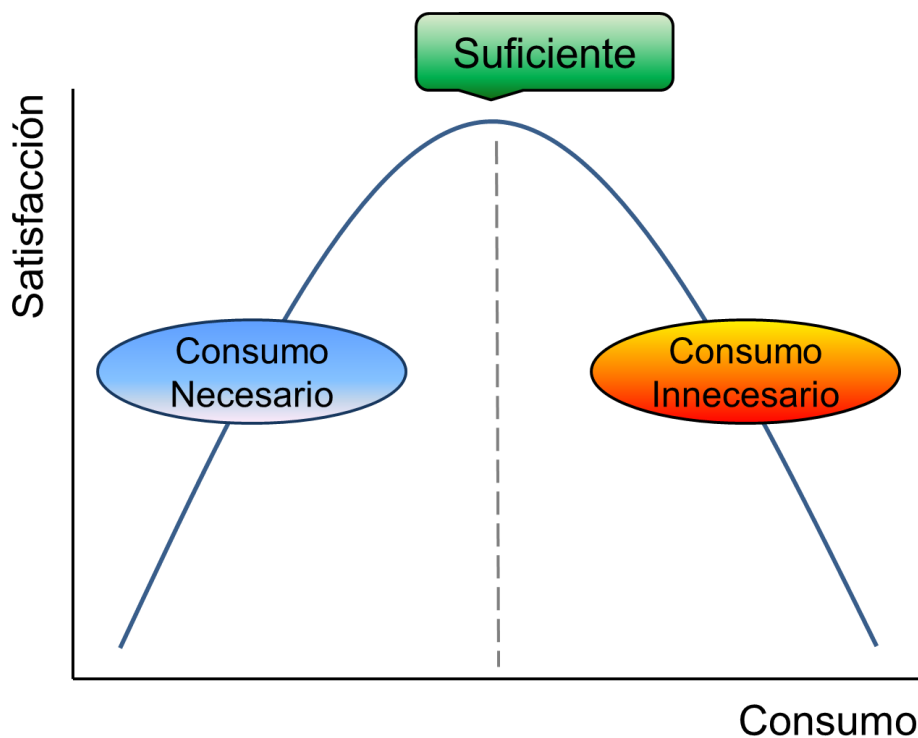 Suficiente
Satisfacción
Consumo
Necesario
Consumo
Innecesario
Consumo